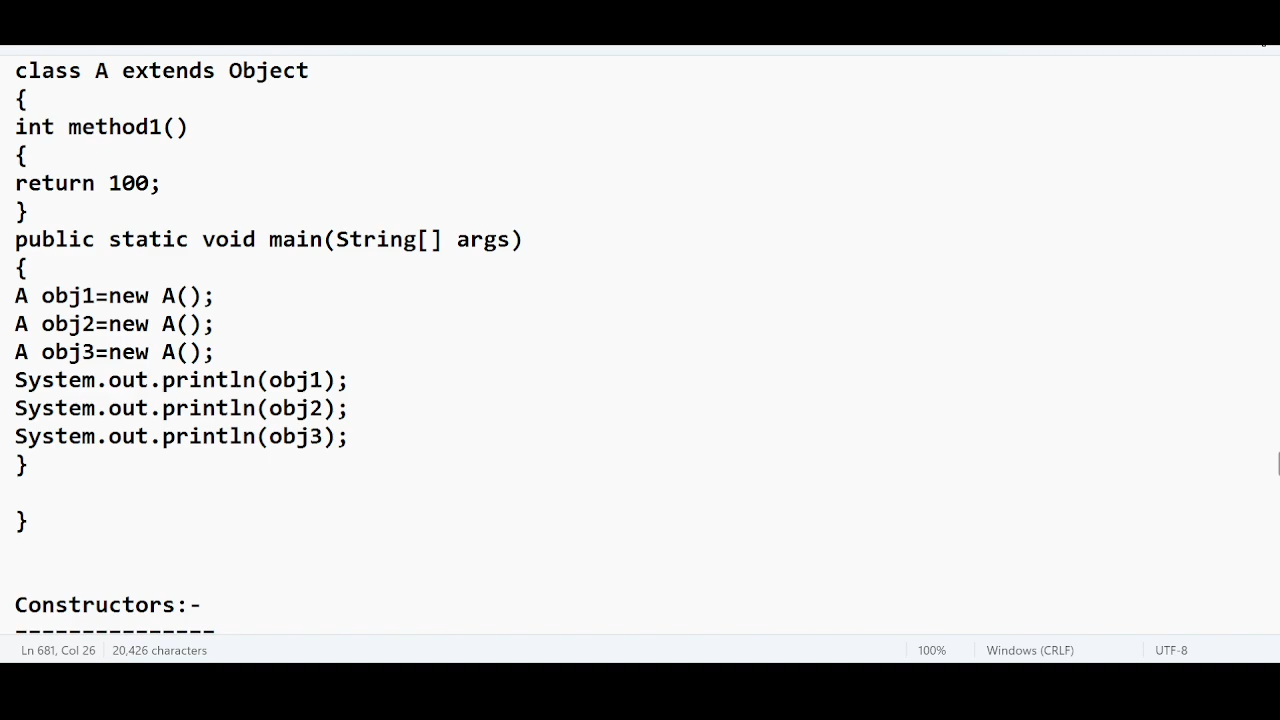 class A extends Object
{
int method1()
{
return 100;
}
public static void main(String[] args)
{
A obj1=new A();
A obj2=new A();
A obj3=new A();
System.out.println(obj1);
System.out.println(obj2);
System.out.println(obj3);
}
}
Constructors:-
---------------
Ln 681, Col 26 20,426 characters 100% Windows (CRLF) UTF-8